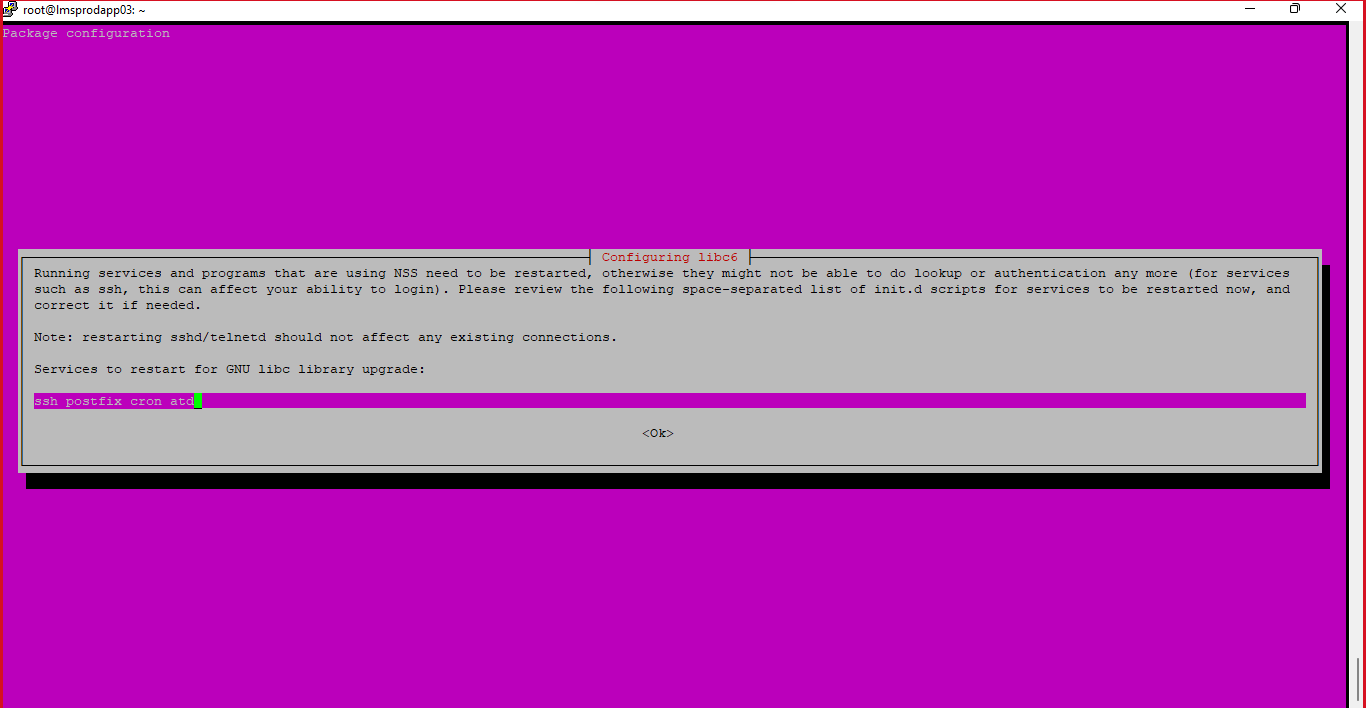 root@lmsprodapp03: ~
Package configuration
Configuring libc6
Running services and programs that are using NSS need to be restarted, otherwise they might not be able to do lookup or authentication any more (for services
such as ssh, this can affect your ability to login). Please review the following space-separated list of init.d scripts for services to be restarted now, and
correct it if needed.
Note: restarting sshd/telnetd should not affect any existing connections.
Services to restart for GNU libc library upgrade:
ssh postfix cron atd
<Ok>